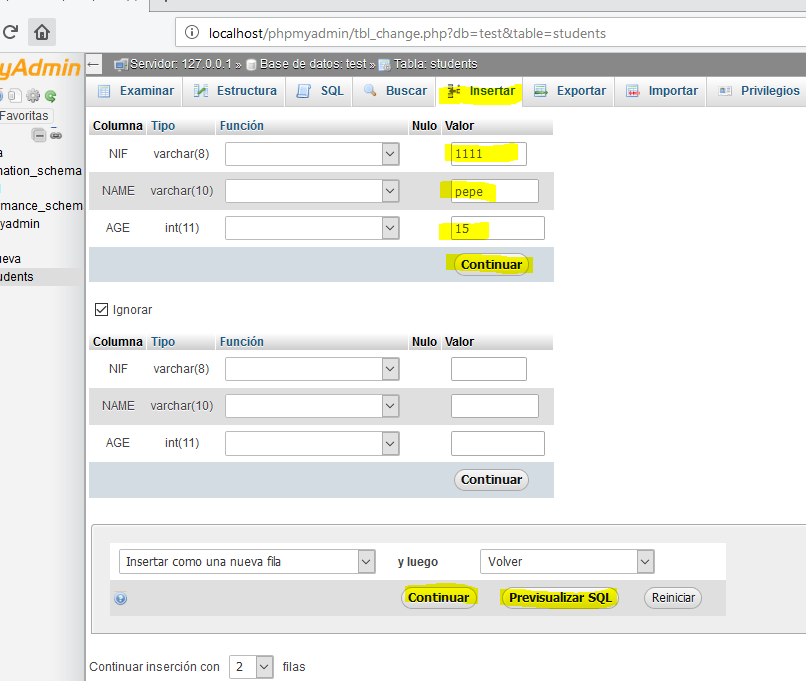 localhost/phpmyadmin/tbl_change.php?db=test&table=students
yAdmin
← Servidor: 127.0.0.1 » Base de datos: test » Tabla: students
Examinar Estructura SQL Buscar Insertar Exportar Importar Privilegios
Favoritas
Columna Tipo Función Nulo Valor
NIF varchar(8) 1111
nation_schema
NAME varchar(10) pepe
mance_schem
yadmin
AGE int(11) 15
ueva
udents
Continuar
Ignorar
Columna Tipo Función Nulo Valor
NIF varchar(8)
NAME varchar(10)
AGE int(11)
Continuar
Insertar como una nueva fila y luego Volver
Continuar Previsualizar SQL Reiniciar
Continuar inserción con 2 filas